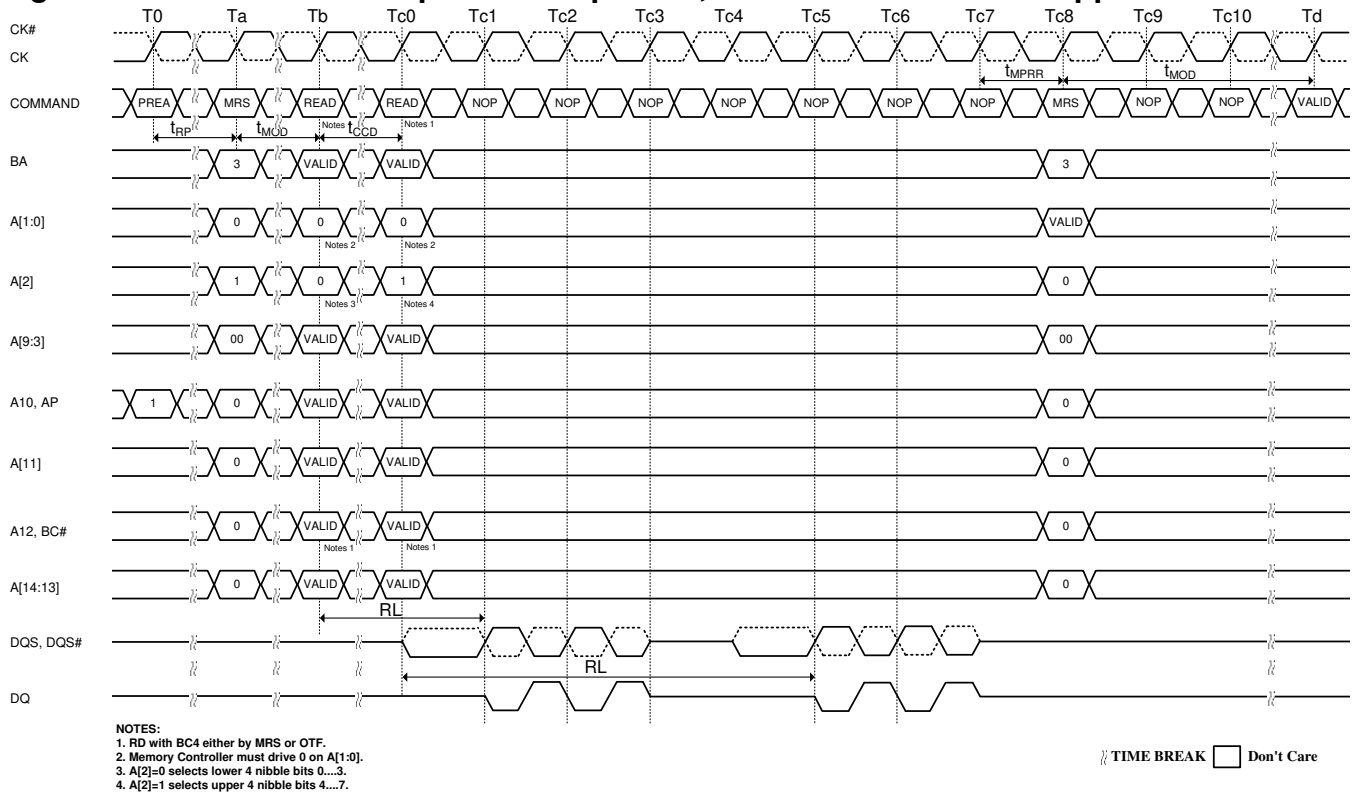 T0 Ta Tb Tc0 Tc1 Tc2 Tc3 Tc4 Tc5 Tc6 Tc7 Tc8 Tc9 Tc10 Td
CK#
CK
tMPRR tMOD
COMMAND PREA MRS READ READ NOP NOP NOP NOP NOP NOP NOP MRS NOP NOP VALID
Notes 1 Notes 1
tRP tMOD tCCD
BA 3 VALID VALID 3
A[1:0] 0 0 0 VALID
Notes 2 Notes 2
A[2] 1 0 1 0
Notes 3 Notes 4
A[9:3] 00 VALID VALID 00
A10, AP 1 0 VALID VALID 0
A[11] 0 VALID VALID 0
A12, BC# 0 VALID VALID 0
Notes 1 Notes 1
A[14:13] 0 VALID VALID 0
RL
DQS, DQS#
RL
DQ
NOTES:
1. RD with BC4 either by MRS or OTF.
2. Memory Controller must drive 0 on A[1:0].
3. A[2]=0 selects lower 4 nibble bits 0....3.
4. A[2]=1 selects upper 4 nibble bits 4....7.
TIME BREAK Don't Care